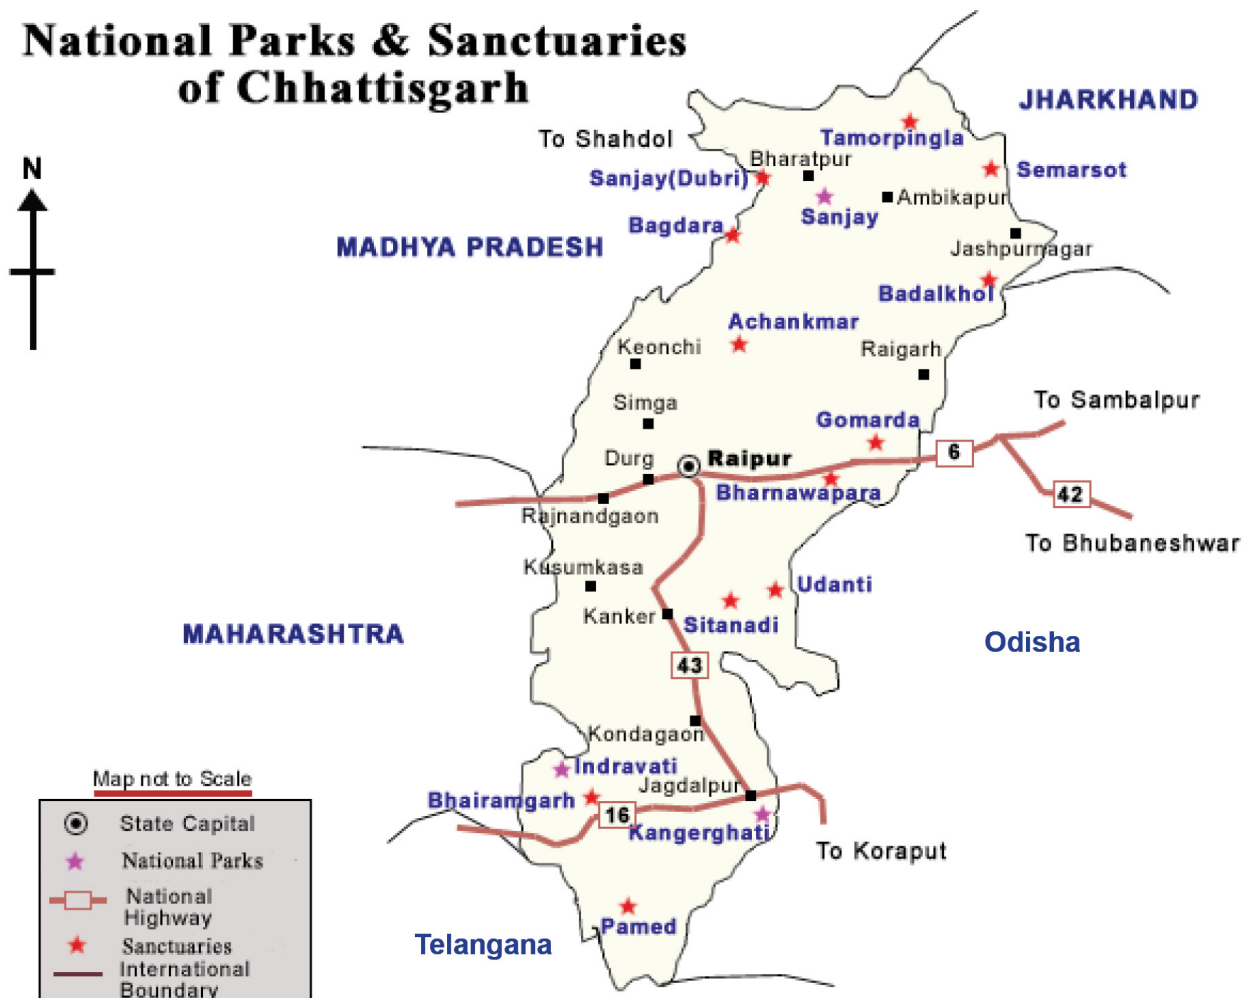 National Parks & Sanctuaries
of Chhattisgarh
JHARKHAND
To Shahdol
Tamorpingla
Bharatpur
N
Sanjay(Dubri)
Semarsot
Ambikapur
Sanjay
Bagdara
MADHYA PRADESH
Jashpurnagar
Badalkhol
Achankmar
Keonchi
Raigarh
Simga
To Sambalpur
Gomarda
Durg
Raipur
6
Bharnawapara
42
Rajnandgaon
To Bhubaneshwar
Kusumkasa
Udanti
Kanker
Sitanadi
MAHARASHTRA
Odisha
43
Kondagaon
Indravati
Map not to Scale
Jagdalpur
Bhairamgarh
16
State Capital
Kangerghati
To Koraput
National Parks
National
Highway
Pamed
Sanctuaries
Telangana
International
Boundary